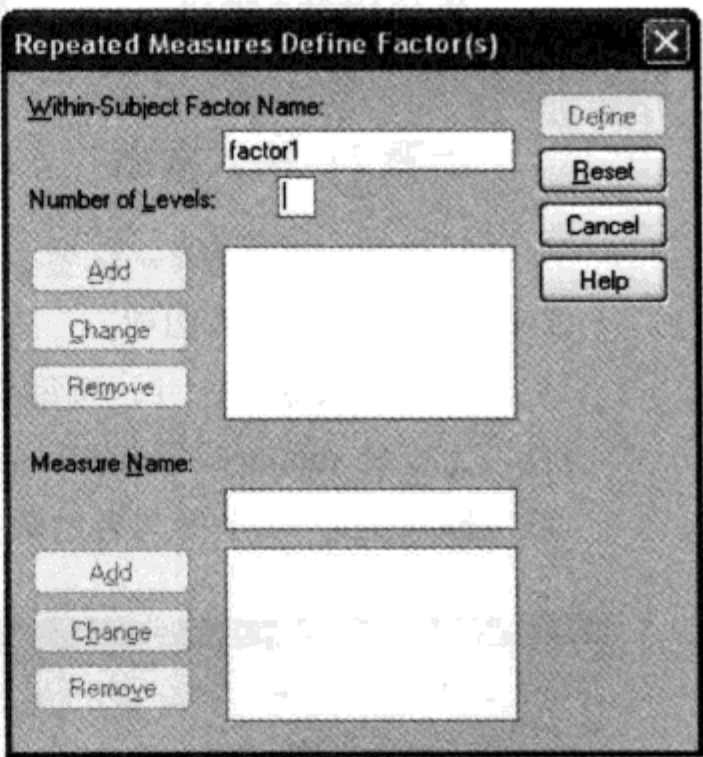 Repeated Measures Define Factor(s)
Within-Subject Factor Name:
Define
factor1
Reset
Number of Levels:
Cancel
Add
Help
Change
Remove
Measure Name:
Add
Change
Remove